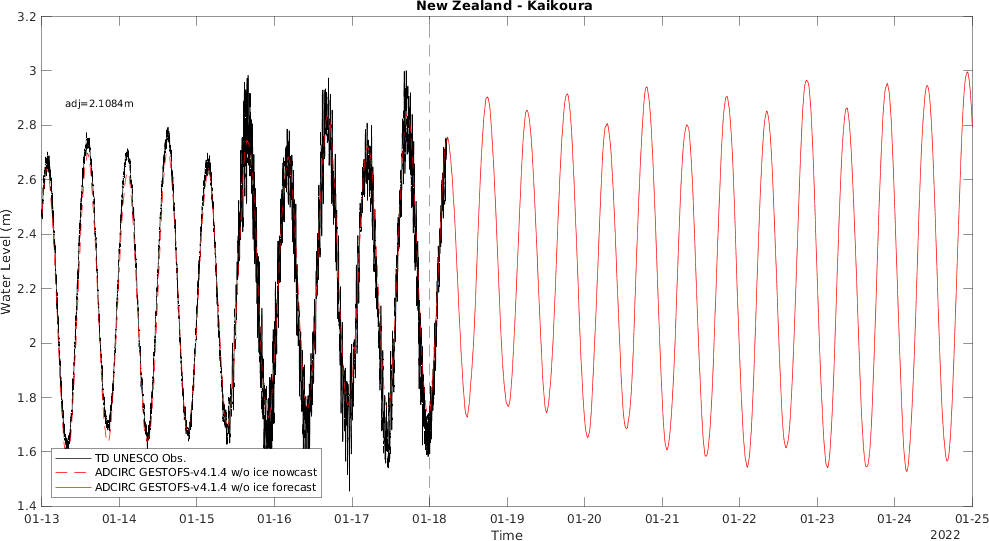 New Zealand - Kaikoura
Water Level (m)
3.2
3
2.8
2.6
2.4
2.2
2
1.8
1.6
1.4
adj=2.1084m
TD UNESCO Obs.
ADCIRC GESTOFS-v4.1.4 w/o ice nowcast
ADCIRC GESTOFS-v4.1.4 w/o ice forecast
01-13 01-14 01-15 01-16 01-17 01-18 01-19 01-20 01-21 01-22 01-23 01-24 01-25
Time
2022